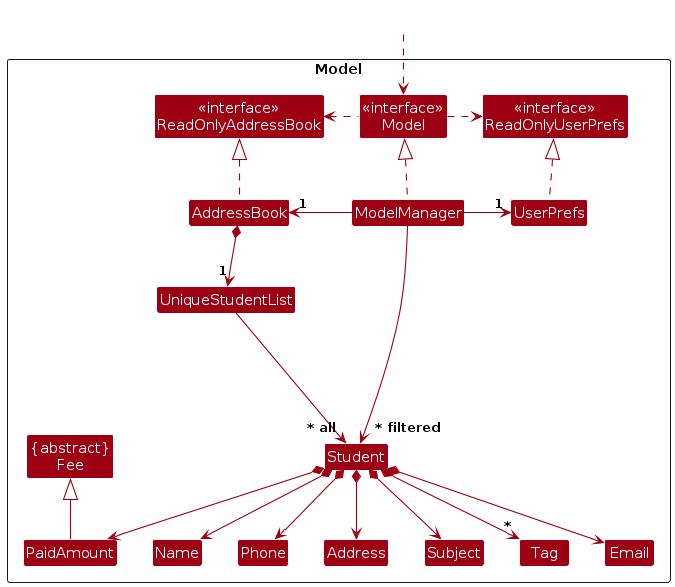 Model
«interface»
ReadOnlyAddressBook
«interface»
Model
«interface»
ReadOnlyUserPrefs
AddressBook
1
ModelManager
1
UserPrefs
1
UniqueStudentList
* all
* filtered
{abstract}
Fee
Student
PaidAmount
Name
Phone
Address
Subject
*
Tag
Email